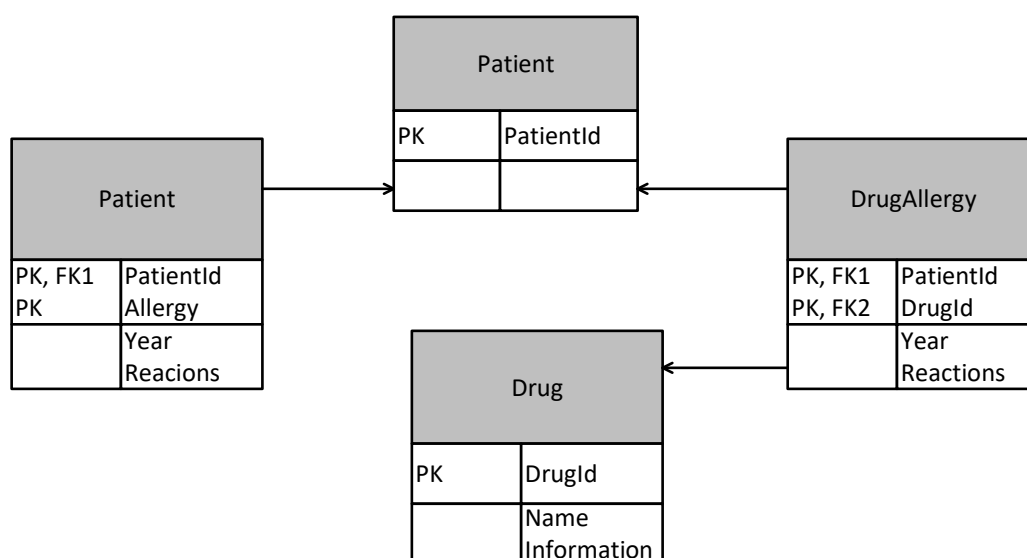 Patient
PK PatientId
Patient
PK, FK1 PatientId
PK Allergy
Year
Reacions
DrugAllergy
PK, FK1 PatientId
PK, FK2 DrugId
Year
Reactions
Drug
PK DrugId
Name
Information